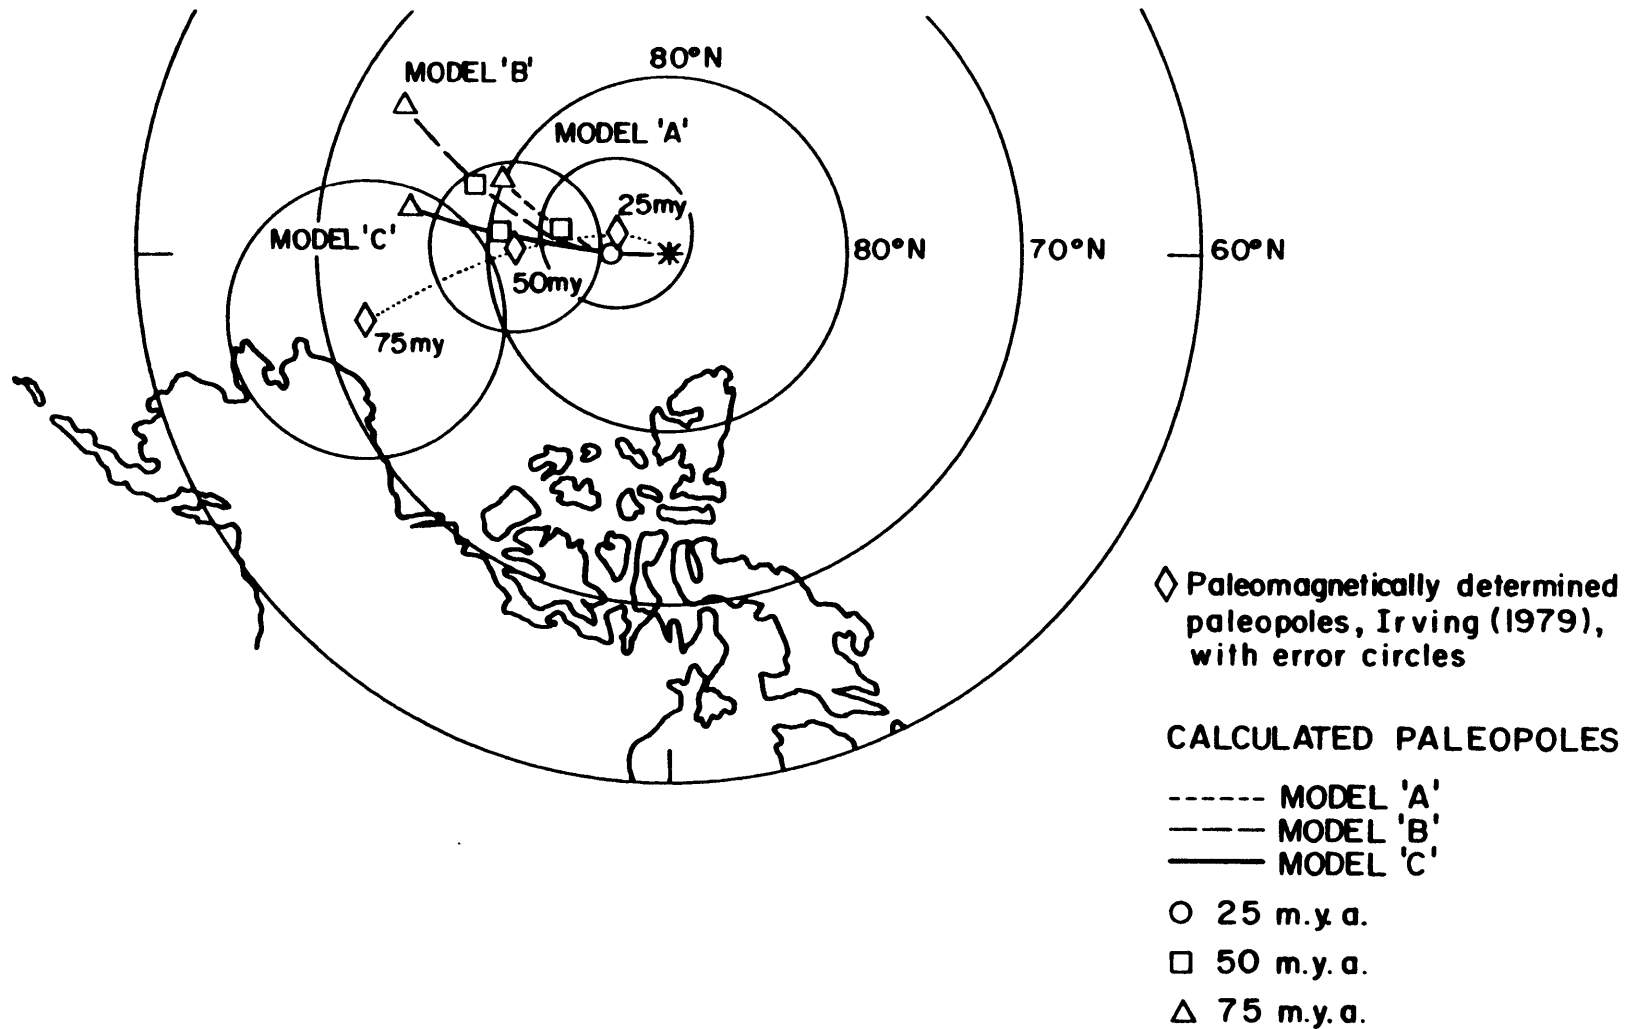 80°N
MODEL 'B'
MODEL 'A'
25my
MODEL 'C'
80°N
70°N
60°N
50my
75my
Paleomagnetically determined
paleopoles, Irving (1979),
with error circles
CALCULATED PALEOPOLES
MODEL 'A'
MODEL 'B'
MODEL 'C'
25 m.y.a.
50 m.y.a.
75 m.y.a.